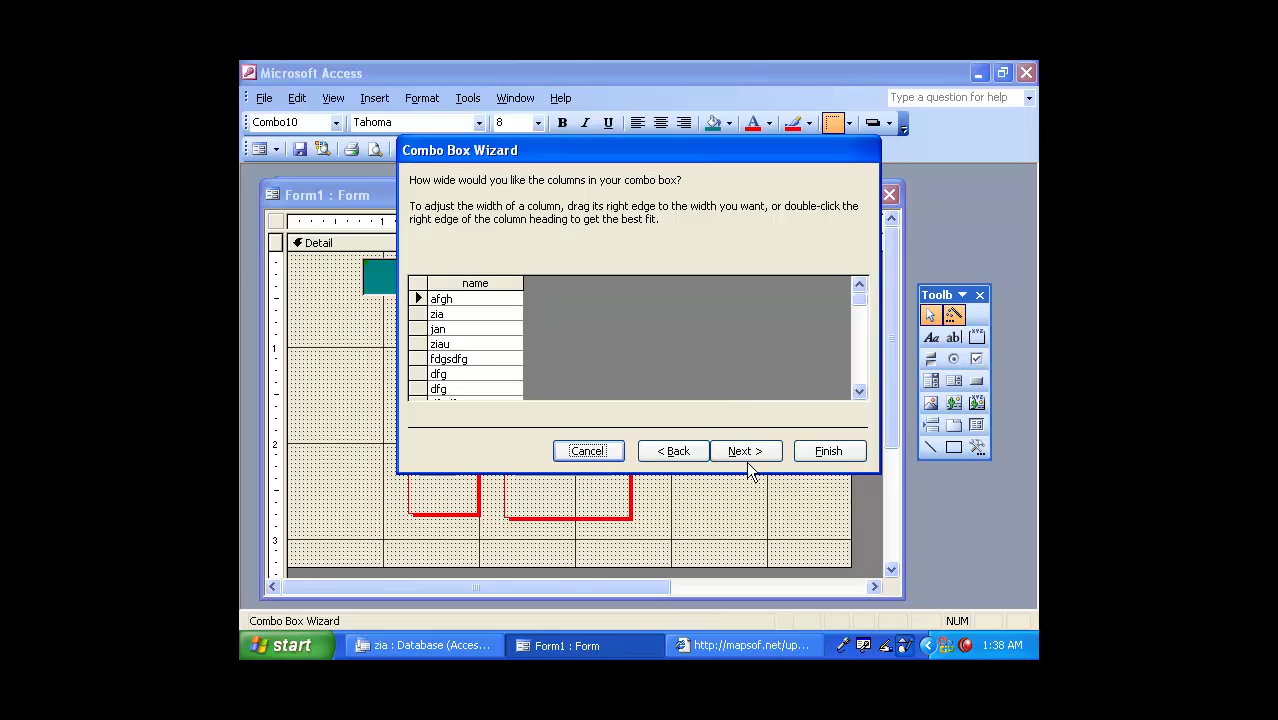 Microsoft Access
File Edit View Insert Format Tools Window Help
Type a question for help
Combo10 Tahoma 8 B I U A
Combo Box Wizard
How wide would you like the columns in your combo box?
To adjust the width of a column, drag its right edge to the width you want, or double-click the
right edge of the column heading to get the best fit.
Form1 : Form
1
Detail
name
afgh
zia
jan
ziau
fdgsdfg
dfg
dfg
Cancel < Back Next > Finish
Toolb
Aa ab| XYZ
1
2
3
Combo Box Wizard
NUM
start
zia : Database (Acces...
Form1 : Form
http://mapsof.net/up...
1:38 AM